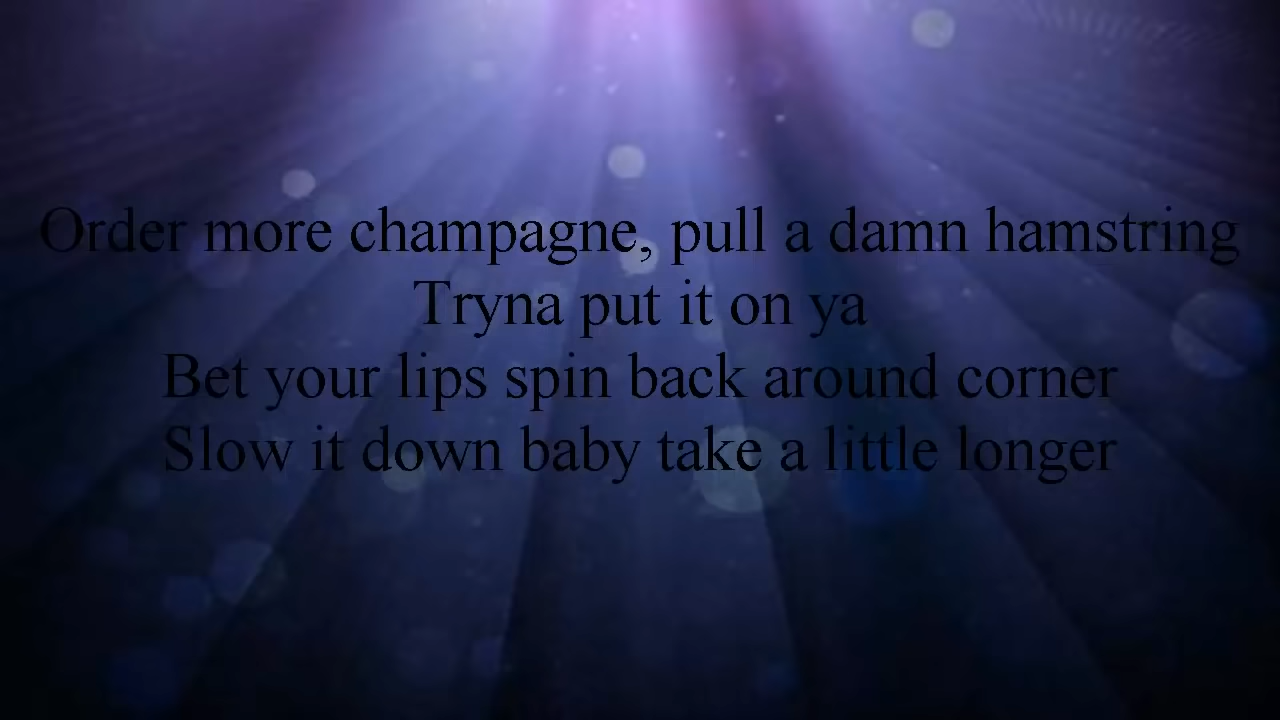 Order more champagne, pull a damn hamstring
Tryna put it on ya
Bet your lips spin back around corner
Slow it down baby take a little longer